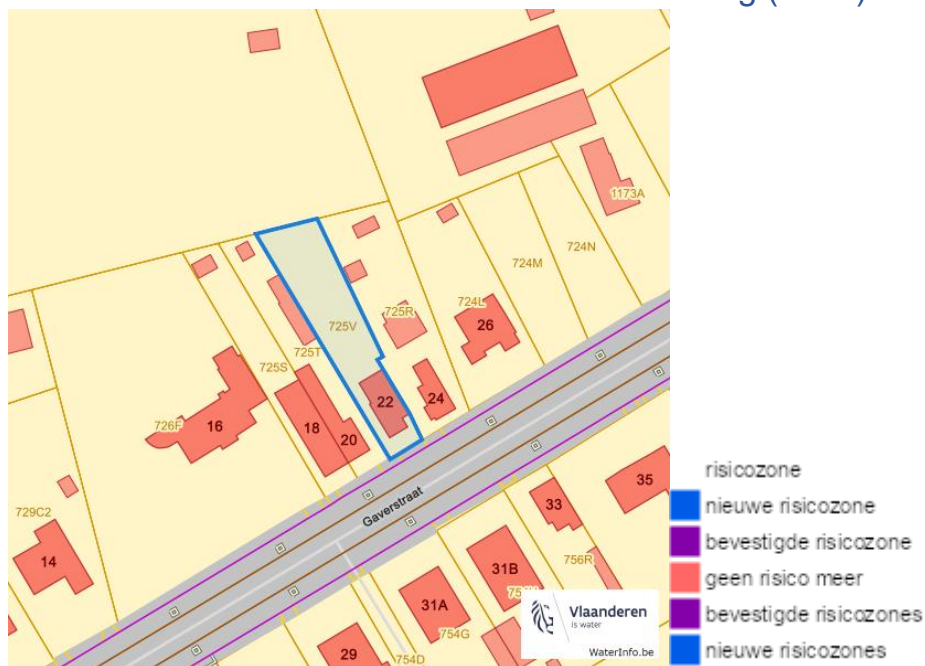 g (
1173A
724N
724M
724L
26
725R
725V
725T
725S
24
22
726F
16
18
20
729C2
14
Gaverstraat
35
33
756R
31B
31A
754G
29
754D
Vlaanderen
is water
WaterInfo.be
risicozone
nieuwe risicozone
bevestigde risicozone
geen risico meer
bevestigde risicozones
nieuwe risicozones